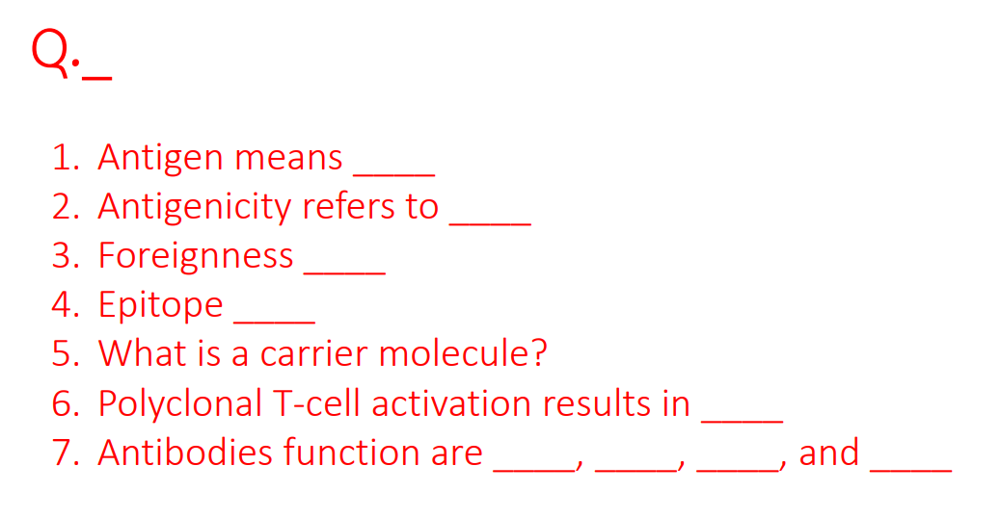 Q._
1. Antigen means ____
2. Antigenicity refers to ____
3. Foreignness ____
4. Epitope ____
5. What is a carrier molecule?
6. Polyclonal T-cell activation results in ____
7. Antibodies function are ____, ____, ____, and ____